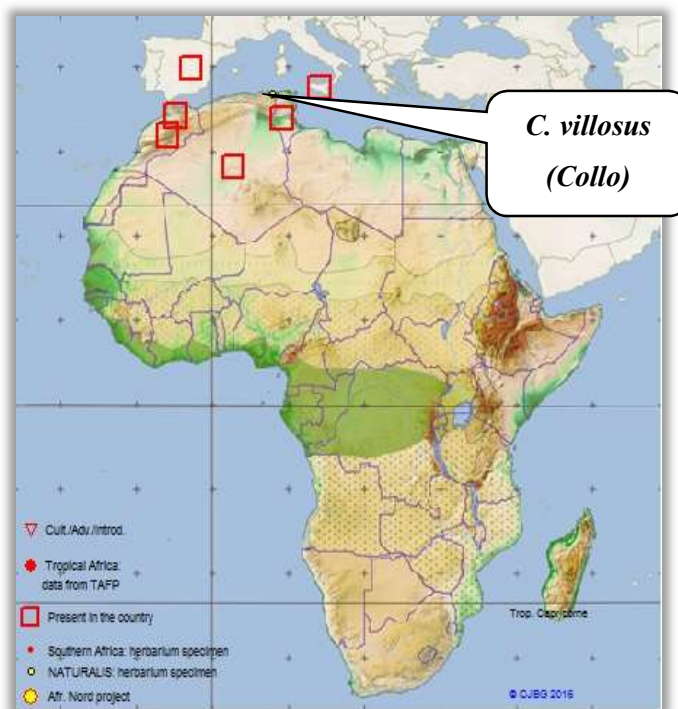 C. villosus
(Collo)
Cult./Adv./Introd.
Tropical Africa:
data from TAFP
Trop. Capricorne
Present in the country
Southern Africa: herbarium specimen
NATURALIS: herbarium specimen
Afr. Nord project
© CJBG 2016